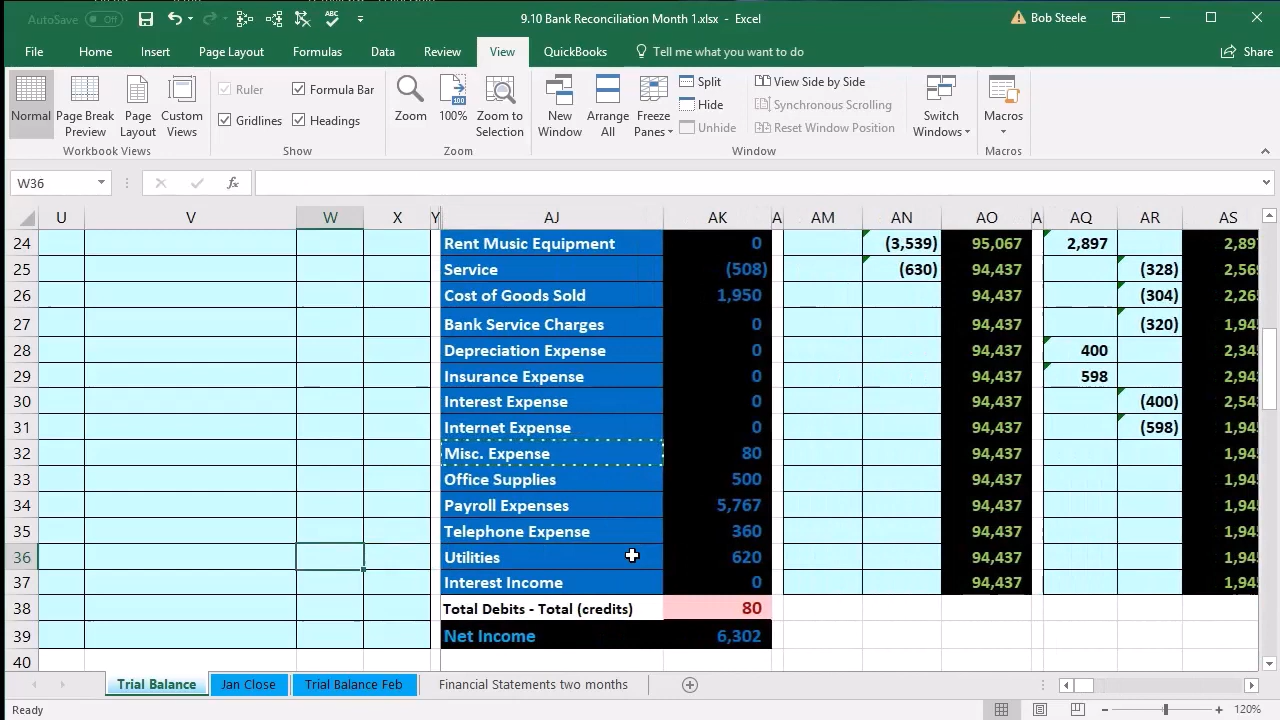 AutoSave Off 9.10 Bank Reconciliation Month 1.xlsx - Excel Bob Steele
File Home Insert Page Layout Formulas Data Review View QuickBooks Tell me what you want to do Share
Normal Page Break Preview Page Layout Custom Views
Workbook Views
Ruler Formula Bar
Gridlines Headings
Show
Zoom 100% Zoom to Selection
Zoom
New Window Arrange All Freeze Panes
Split
Hide
Unhide
View Side by Side
Synchronous Scrolling
Reset Window Position
Switch Windows
Window
Macros
Macros
W36 fx
U V W X Y AJ AK A AM AN AO A AQ AR AS
24 Rent Music Equipment 0 (3,539) 95,067 2,897 2,897
25 Service (508) (630) 94,437 (328) 2,569
26 Cost of Goods Sold 1,950 94,437 (304) 2,26
27 Bank Service Charges 0 94,437 (320) 1,945
28 Depreciation Expense 0 94,437 400 2,34
29 Insurance Expense 0 94,437 598 2,94
30 Interest Expense 0 94,437 (400) 2,54
31 Internet Expense 0 94,437 (598) 1,945
32 Misc. Expense 80 94,437 1,945
33 Office Supplies 500 94,437 1,945
34 Payroll Expenses 5,767 94,437 1,945
35 Telephone Expense 360 94,437 1,945
36 Utilities 620 94,437 1,945
37 Interest Income 0 94,437 1,945
38 Total Debits - Total (credits) 80
39 Net Income 6,302
40
Trial Balance Jan Close Trial Balance Feb Financial Statements two months
Ready 120%